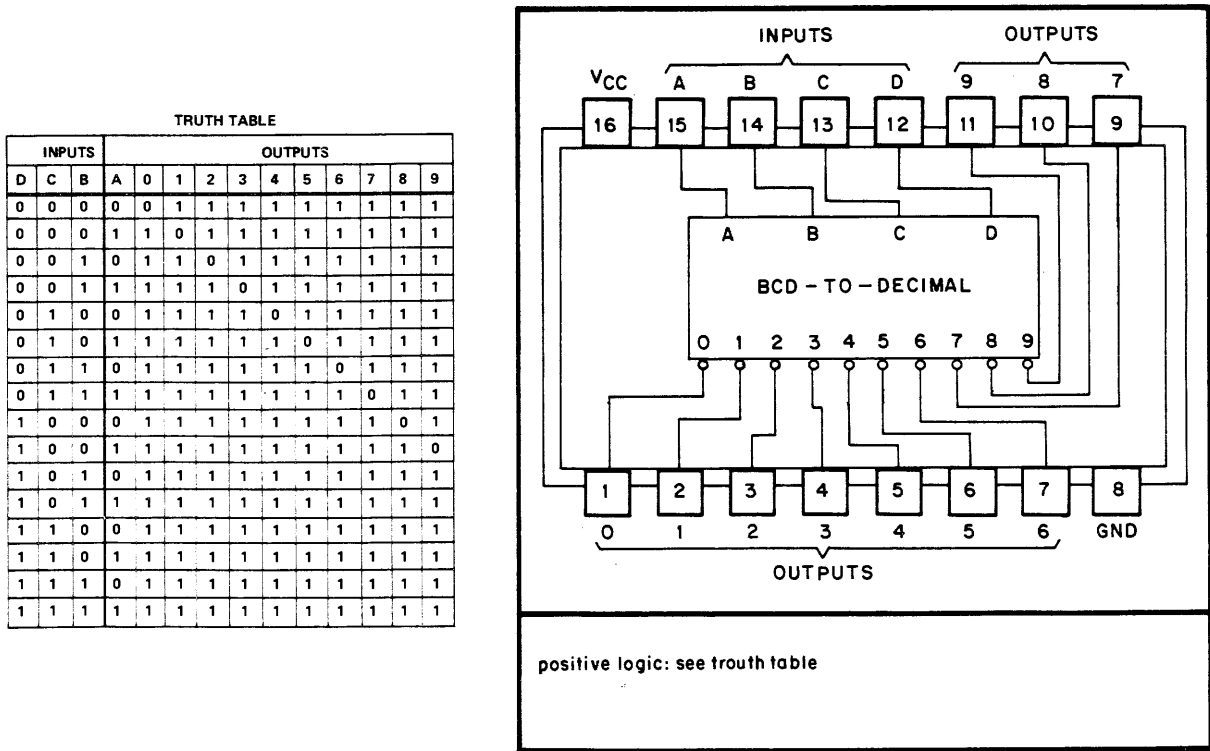 TRUTH TABLE
INPUTS OUTPUTS
D C B A 0 1 2 3 4 5 6 7 8 9
0 0 0 0 0 1 1 1 1 1 1 1 1 1
0 0 0 1 1 0 1 1 1 1 1 1 1 1
0 0 1 0 1 1 0 1 1 1 1 1 1 1
0 0 1 1 1 1 1 0 1 1 1 1 1 1
0 1 0 0 1 1 1 1 0 1 1 1 1 1
0 1 0 1 1 1 1 1 1 0 1 1 1 1
0 1 1 0 1 1 1 1 1 1 0 1 1 1
0 1 1 1 1 1 1 1 1 1 1 0 1 1
1 0 0 0 1 1 1 1 1 1 1 1 0 1
1 0 0 1 1 1 1 1 1 1 1 1 1 0
1 0 1 0 1 1 1 1 1 1 1 1 1 1
1 0 1 1 1 1 1 1 1 1 1 1 1 1
1 1 0 0 1 1 1 1 1 1 1 1 1 1
1 1 0 1 1 1 1 1 1 1 1 1 1 1
1 1 1 0 1 1 1 1 1 1 1 1 1 1
1 1 1 1 1 1 1 1 1 1 1 1 1 1
INPUTS OUTPUTS
VCC A B C D 9 8 7
16 15 14 13 12 11 10 9
A B C D
BCD-TO-DECIMAL
0 1 2 3 4 5 6 7 8 9
1 2 3 4 5 6 7 8
0 1 2 3 4 5 6 GND
OUTPUTS
positive logic: see trouth table